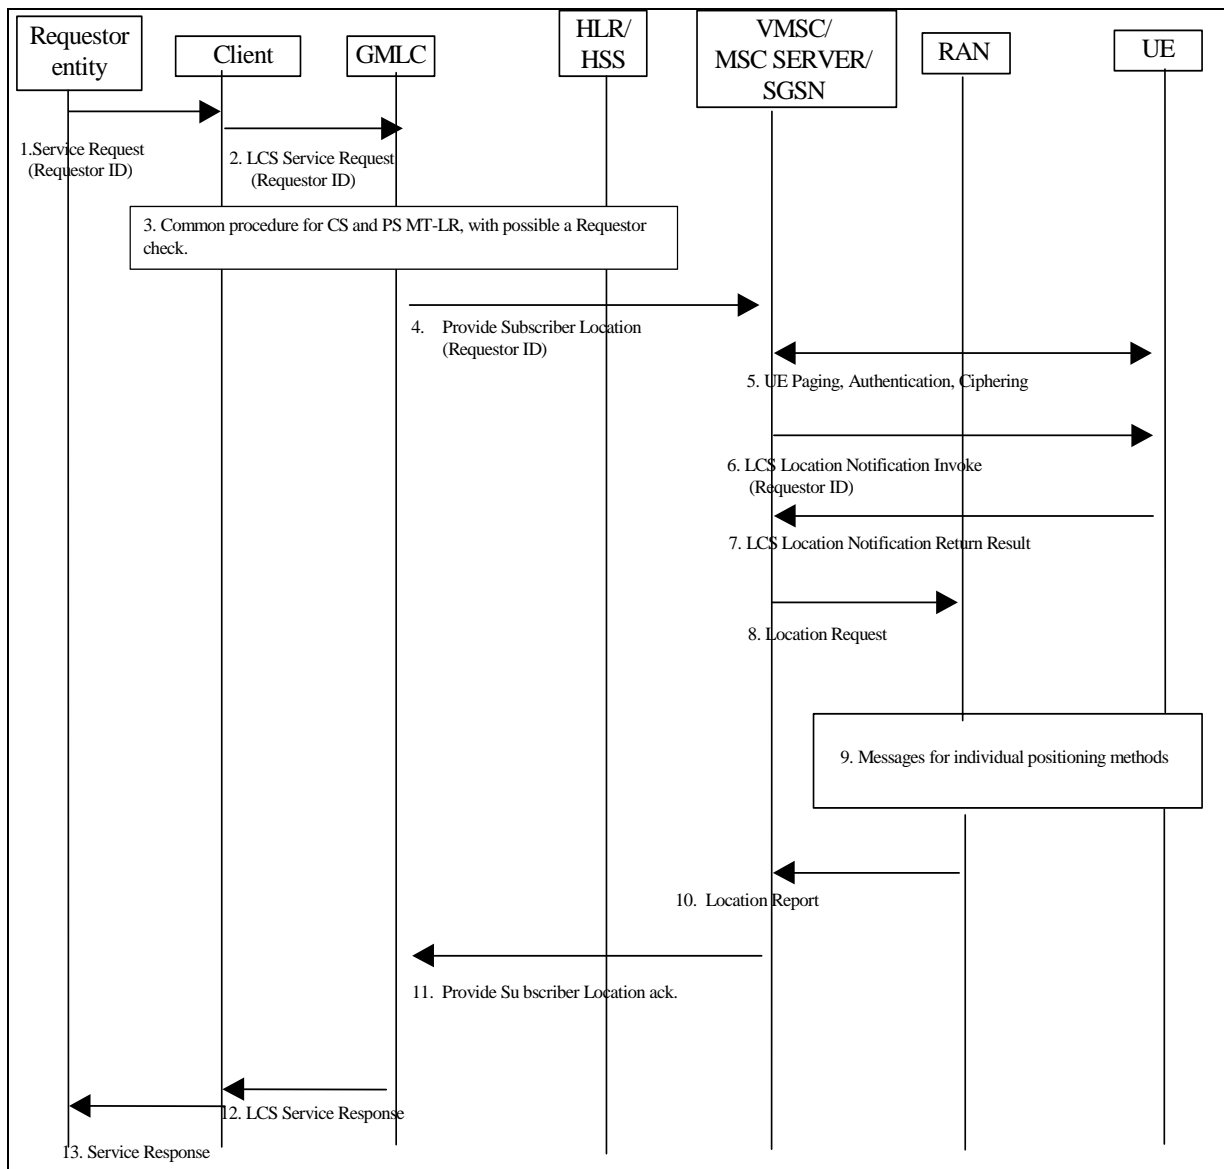 Requestor
entity
Client
GMLC
HLR/
HSS
VMSC/
MSC SERVER/
SGSN
RAN
UE
1.Service Request
(Requestor ID)
2. LCS Service Request
(Requestor ID)
3. Common procedure for CS and PS MT-LR, with possible a Requestor
check.
4. Provide Subscriber Location
(Requestor ID)
5. UE Paging, Authentication, Ciphering
6. LCS Location Notification Invoke
(Requestor ID)
7. LCS Location Notification Return Result
8. Location Request
9. Messages for individual positioning methods
10. Location Report
11. Provide Su bscriber Location ack.
12. LCS Service Response
13. Service Response